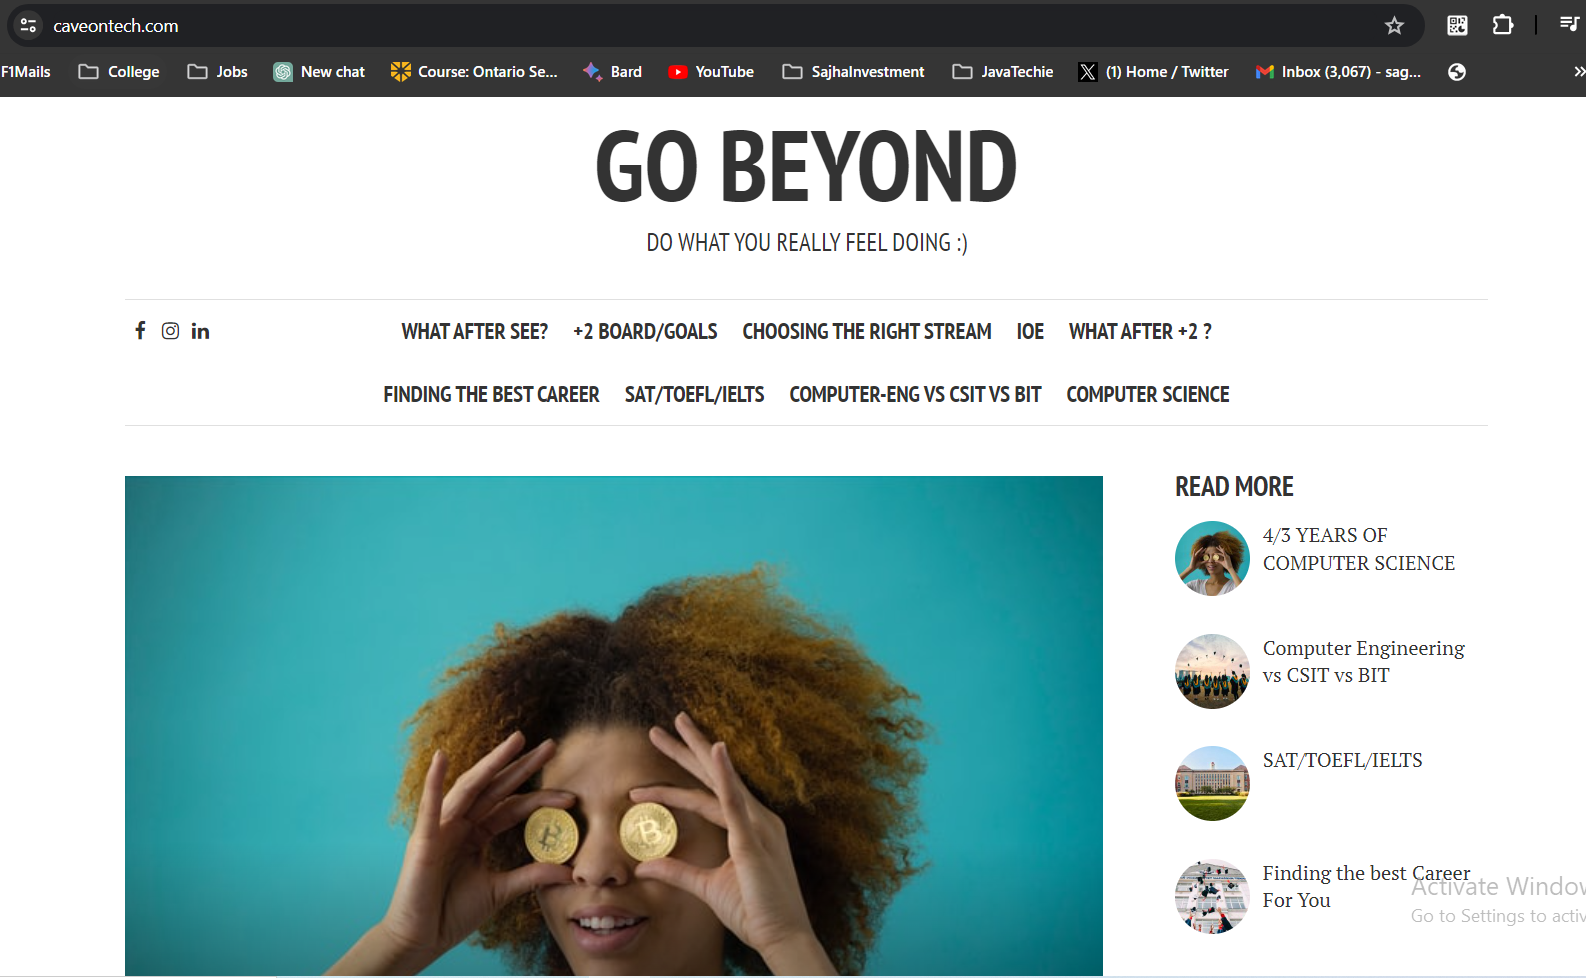 caveontech.com
F1Mails College Jobs New chat Course: Ontario Se... Bard YouTube SajhaInvestment JavaTechie (1) Home / Twitter Inbox (3,067) - sag...
GO BEYOND
DO WHAT YOU REALLY FEEL DOING :)
WHAT AFTER SEE? +2 BOARD/GOALS CHOOSING THE RIGHT STREAM IOE WHAT AFTER +2 ?
FINDING THE BEST CAREER SAT/TOEFL/IELTS COMPUTER-ENG VS CSIT VS BIT COMPUTER SCIENCE
READ MORE
4/3 YEARS OF
COMPUTER SCIENCE
Computer Engineering
vs CSIT vs BIT
SAT/TOEFL/IELTS
Finding the best Career
For You
Activate Window
Go to Settings to activ